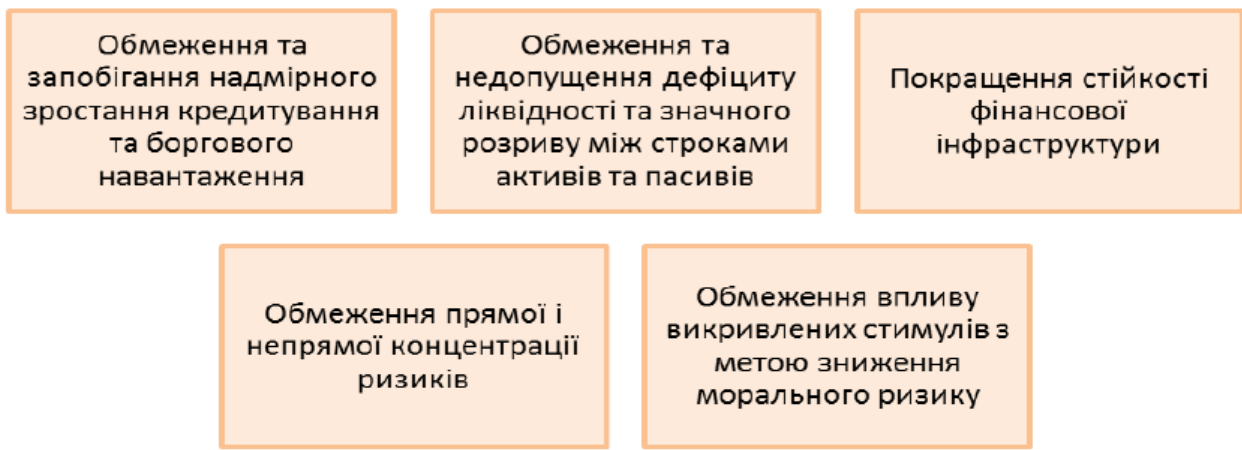 Обмеження та
запобігання надмірного
зростання кредитування
та боргового
навантаження
Обмеження та
недопущення дефіциту
ліквідності та значного
розриву між строками
активів та пасивів
Покращення стійкості
фінансової
інфраструктури
Обмеження прямої і
непрямої концентрації
ризиків
Обмеження впливу
викривлених стимулів з
метою зниження
морального ризику